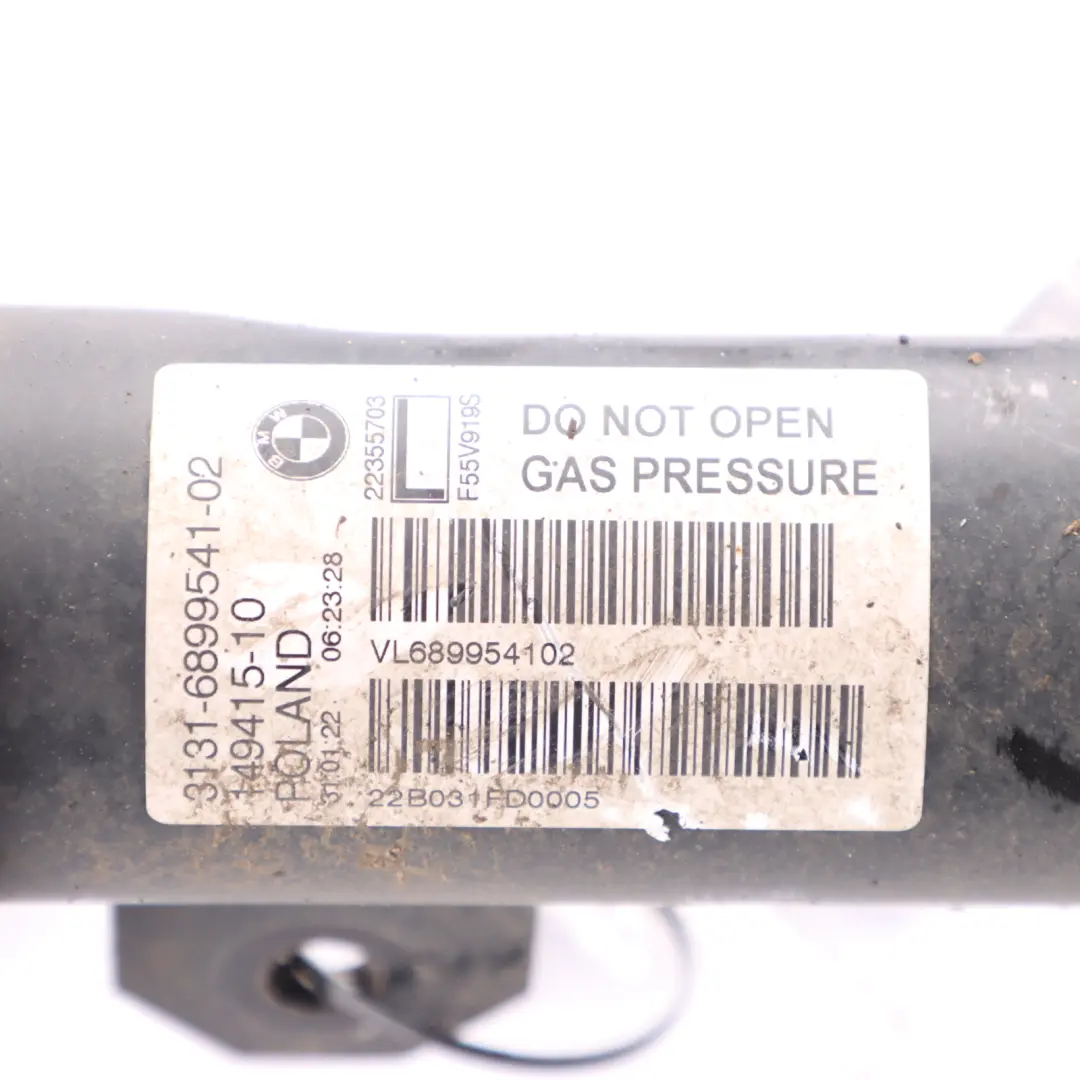 DO NOT OPEN
GAS PRESSURE
VL689954102
22B031FD0005
BMW
3131-6899541-02
149415-10
POLAND
31.01.22 06:23:28
22355703
L
F55V919S